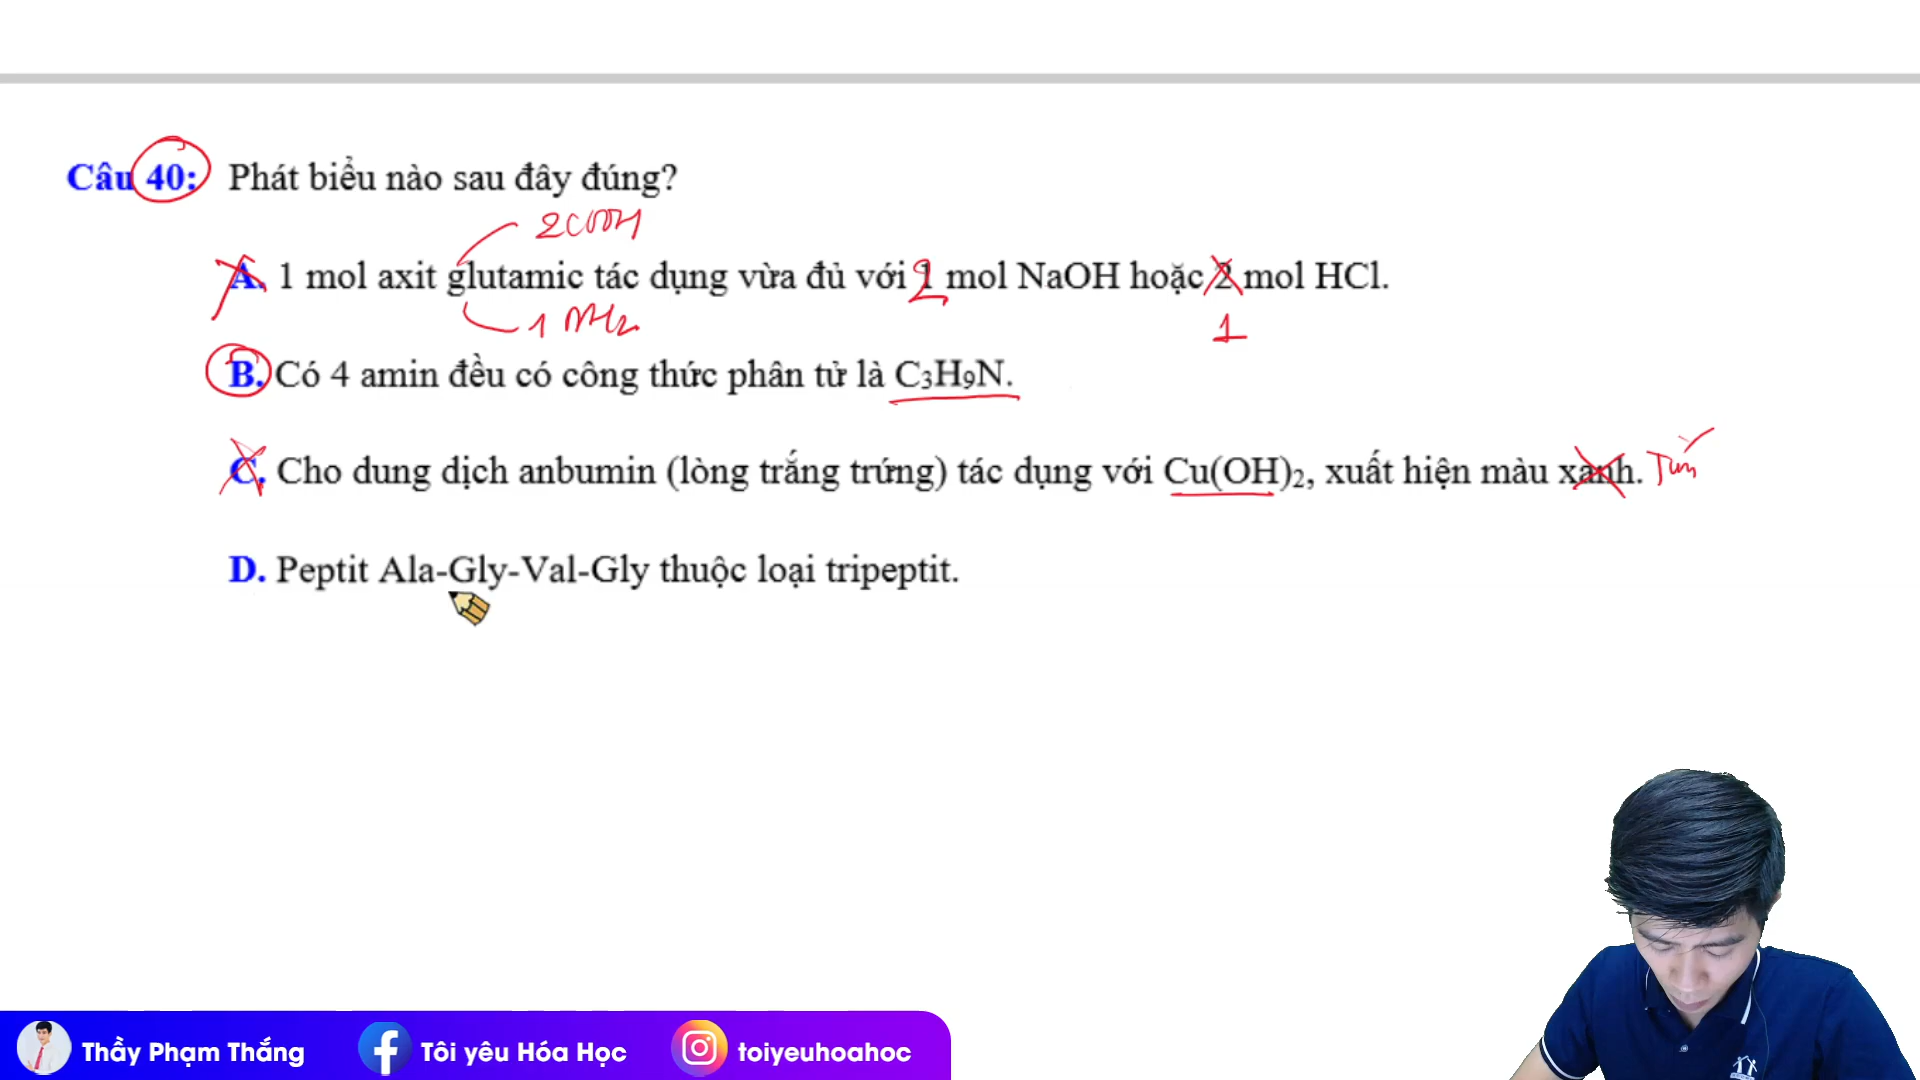 Câu 40: Phát biểu nào sau đây đúng?
2COOH
A. 1 mol axit glutamic tác dụng vừa đủ với 1 mol NaOH hoặc 2 mol HCl.
2
1 NH2
1
B. Có 4 amin đều có công thức phân tử là C₃H₉N.
C. Cho dung dịch anbumin (lòng trắng trứng) tác dụng với Cu(OH)₂, xuất hiện màu xanh. Tím
D. Peptit Ala-Gly-Val-Gly thuộc loại tripeptit.
Thầy Phạm Thắng Tôi yêu Hóa Học toiyeuhoahoc